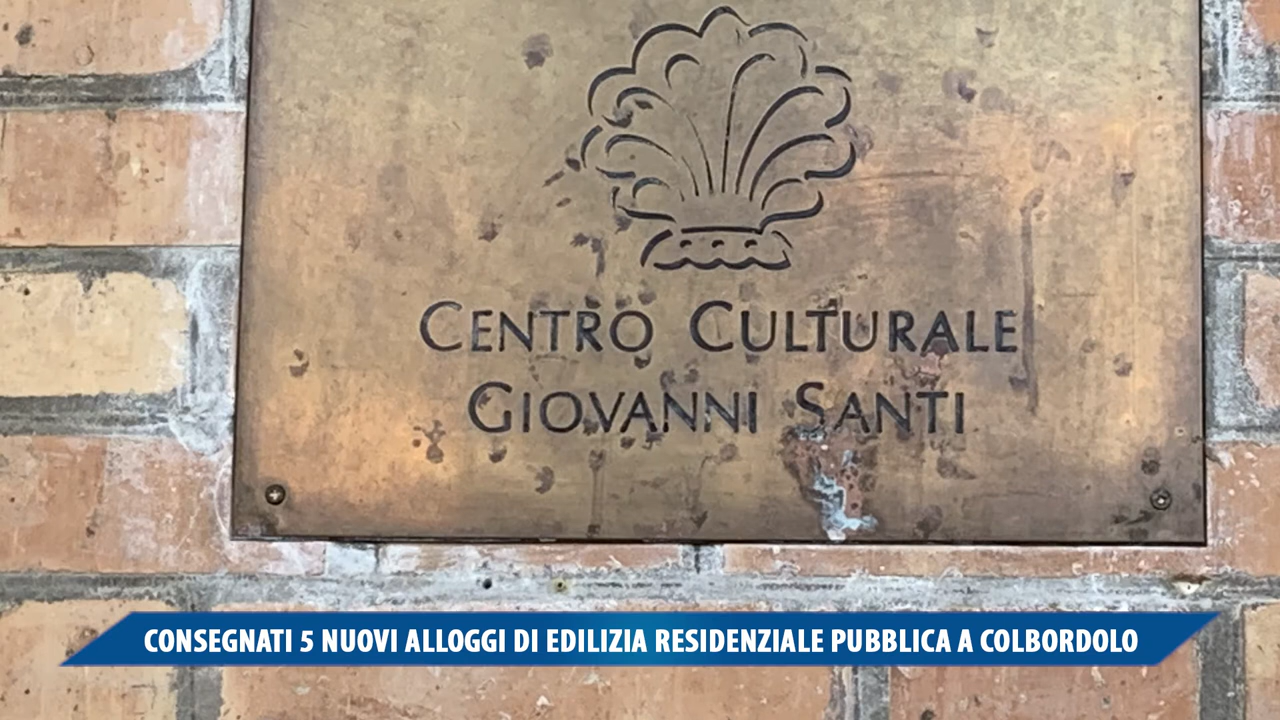 CENTRO CULTURALE
GIOVANNI SANTI
CONSEGNATI 5 NUOVI ALLOGGI DI EDILIZIA RESIDENZIALE PUBBLICA A COLBORDOLO